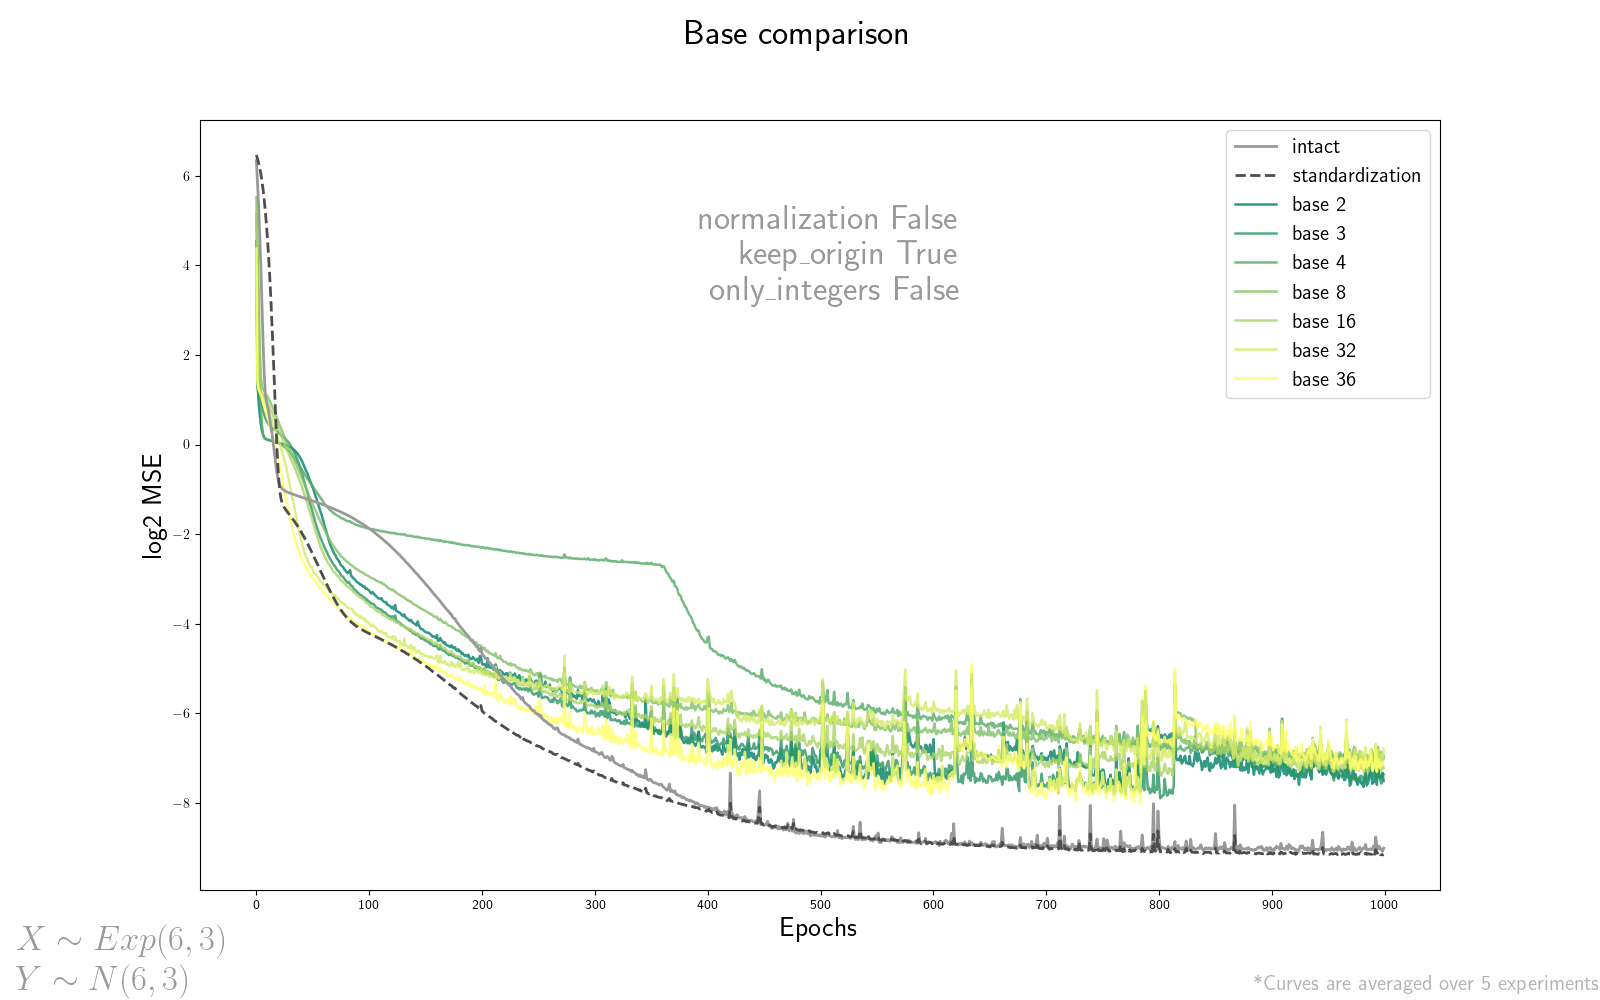 Base comparison
intact
standardization
base 2
base 3
base 4
base 8
base 16
base 32
base 36
normalization False
keep_origin True
only_integers False
log2 MSE
6
4
2
0
−2
−4
−6
−8
0 100 200 300 400 500 600 700 800 900 1000
Epochs
X ∼ Exp(6, 3)
Y ∼ N(6, 3)
*Curves are averaged over 5 experiments